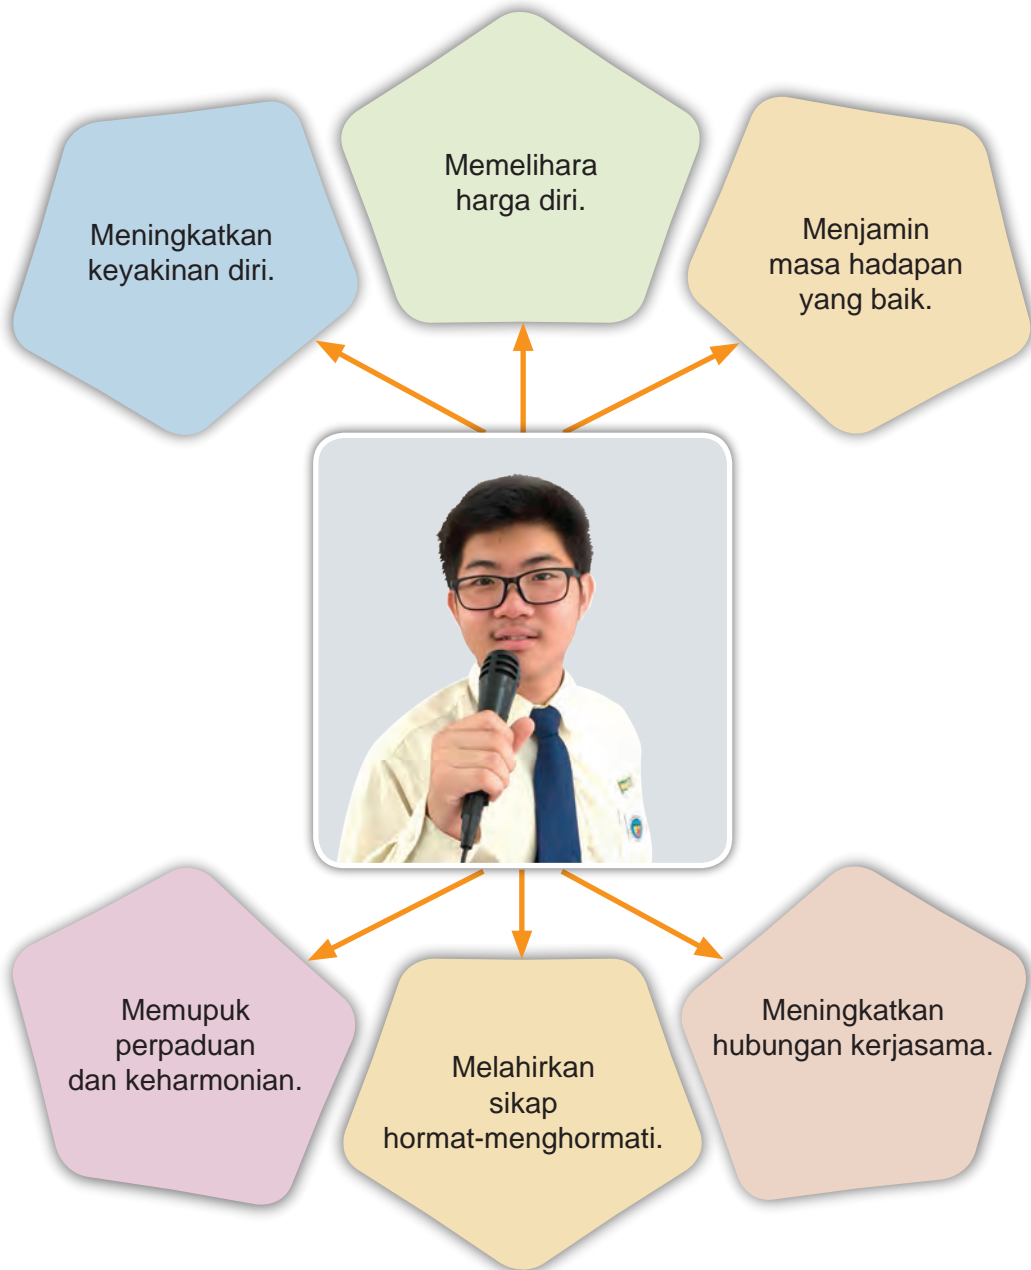 Memelihara
harga diri.
Meningkatkan
keyakinan diri.
Menjamin
masa hadapan
yang baik.
Memupuk
perpaduan
dan keharmonian.
Melahirkan
sikap
hormat-menghormati.
Meningkatkan
hubungan kerjasama.